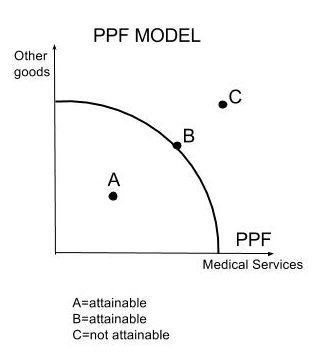 PPF MODEL
Other
goods
C
B
A
PPF
Medical Services
A=attainable
B=attainable
C=not attainable